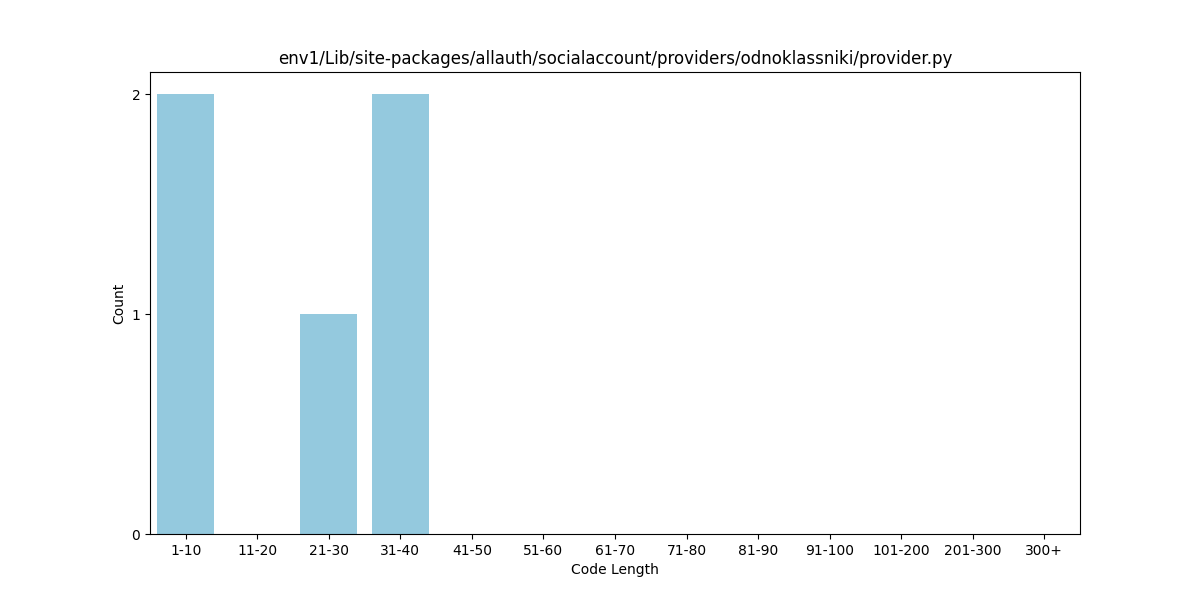 env1/Lib/site-packages/allauth/socialaccount/providers/odnoklassniki/provider.py
2
1
0
Count
1-10 11-20 21-30 31-40 41-50 51-60 61-70 71-80 81-90 91-100 101-200 201-300 300+
Code Length